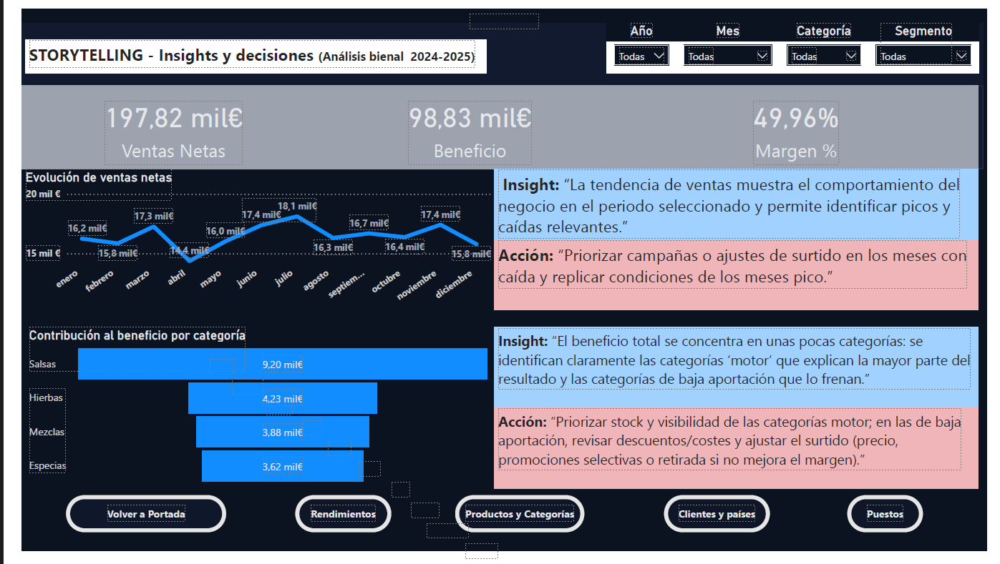 Año Mes Categoría Segmento
STORYTELLING - Insights y decisiones (Análisis bienal 2024-2025)
Todas Todas Todas Todas
197,82 mil€ 98,83 mil€ 49,96%
Ventas Netas Beneficio Margen %
Evolución de ventas netas
20 mil €
15 mil €
16,2 mil€
15,8 mil€
17,3 mil€
14,4 mil€
16,0 mil€
17,4 mil€
18,1 mil€
16,3 mil€
16,7 mil€
16,4 mil€
17,4 mil€
15,8 mil€
enero febrero marzo abril mayo junio julio agosto septiem... octubre noviembre diciembre
Insight: “La tendencia de ventas muestra el comportamiento del
negocio en el periodo seleccionado y permite identificar picos y
caídas relevantes.”
Acción: “Priorizar campañas o ajustes de surtido en los meses con
caída y replicar condiciones de los meses pico.”
Contribución al beneficio por categoría
Salsas 9,20 mil€
Hierbas 4,23 mil€
Mezclas 3,88 mil€
Especias 3,62 mil€
Insight: “El beneficio total se concentra en unas pocas categorías: se
identifican claramente las categorías ‘motor’ que explican la mayor parte del
resultado y las categorías de baja aportación que lo frenan.”
Acción: “Priorizar stock y visibilidad de las categorías motor; en las de baja
aportación, revisar descuentos/costes y ajustar el surtido (precio,
promociones selectivas o retirada si no mejora el margen).”
Volver a Portada Rendimientos Productos y Categorías Clientes y países Puestos